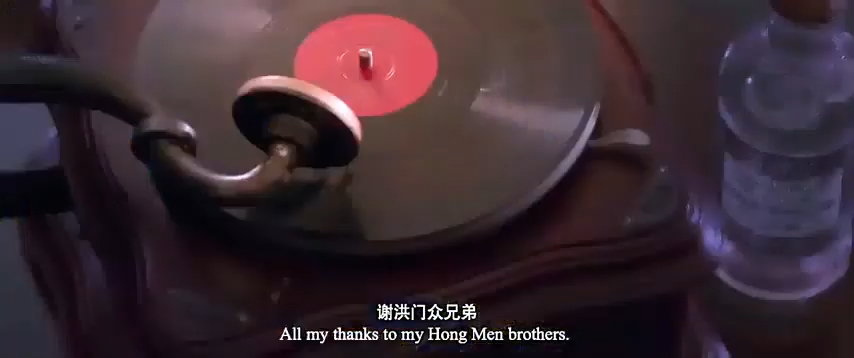 谢洪门众兄弟
All my thanks to my Hong Men brothers.